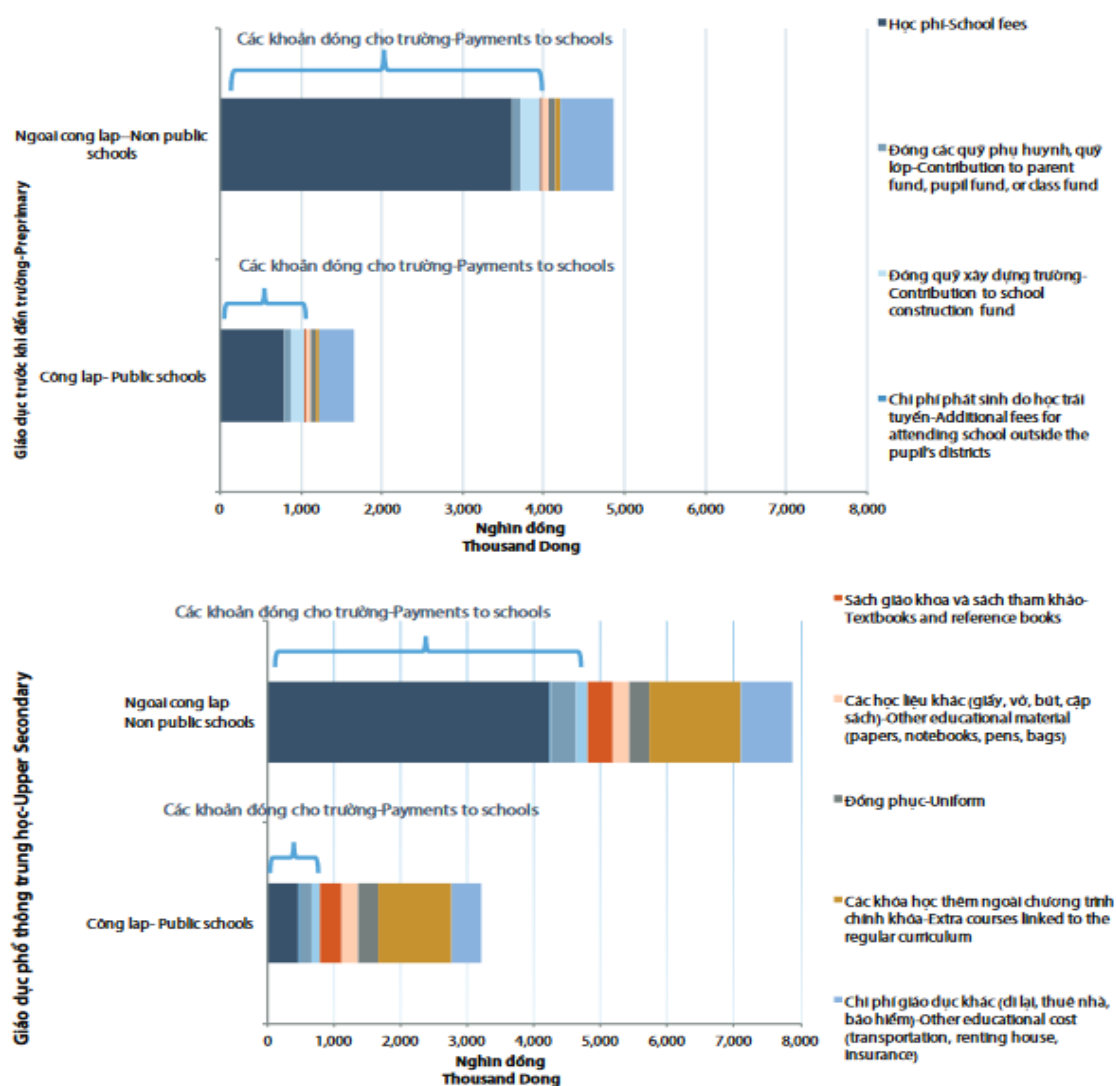 Các khoản đóng cho trường-Payments to schools
Ngoai cong lap--Non public
schools
Các khoản đóng cho trường-Payments to schools
Công lap- Public schools
Giáo dục trước khi đến trường-Preprimary
0 1,000 2,000 3,000 4,000 5,000 6,000 7,000 8,000
Nghìn đồng
Thousand Dong
Học phí-School fees
Đóng các quỹ phụ huynh, quỹ
lớp-Contribution to parent
fund, pupil fund, or class fund
Đóng quỹ xây dựng trường-
Contribution to school
construction fund
Chi phí phát sinh do học trái
tuyến-Additional fees for
attending school outside the
pupil's districts
Các khoản đóng cho trường-Payments to schools
Ngoai cong lap
Non public schools
Các khoản đóng cho trường-Payments to schools
Công lap- Public schools
Giáo dục phổ thông trung học-Upper Secondary
0 1,000 2,000 3,000 4,000 5,000 6,000 7,000 8,000
Nghìn đồng
Thousand Dong
Sách giáo khoa và sách tham khảo-
Textbooks and reference books
Các học liệu khác (giấy, vở, bút, cặp
sách)-Other educational material
(papers, notebooks, pens, bags)
Đồng phục-Uniform
Các khóa học thêm ngoài chương trình
chính khóa-Extra courses linked to the
regular curriculum
Chi phí giáo dục khác (đi lại, thuê nhà,
bảo hiểm)-Other educational cost
(transportation, renting house,
insurance)